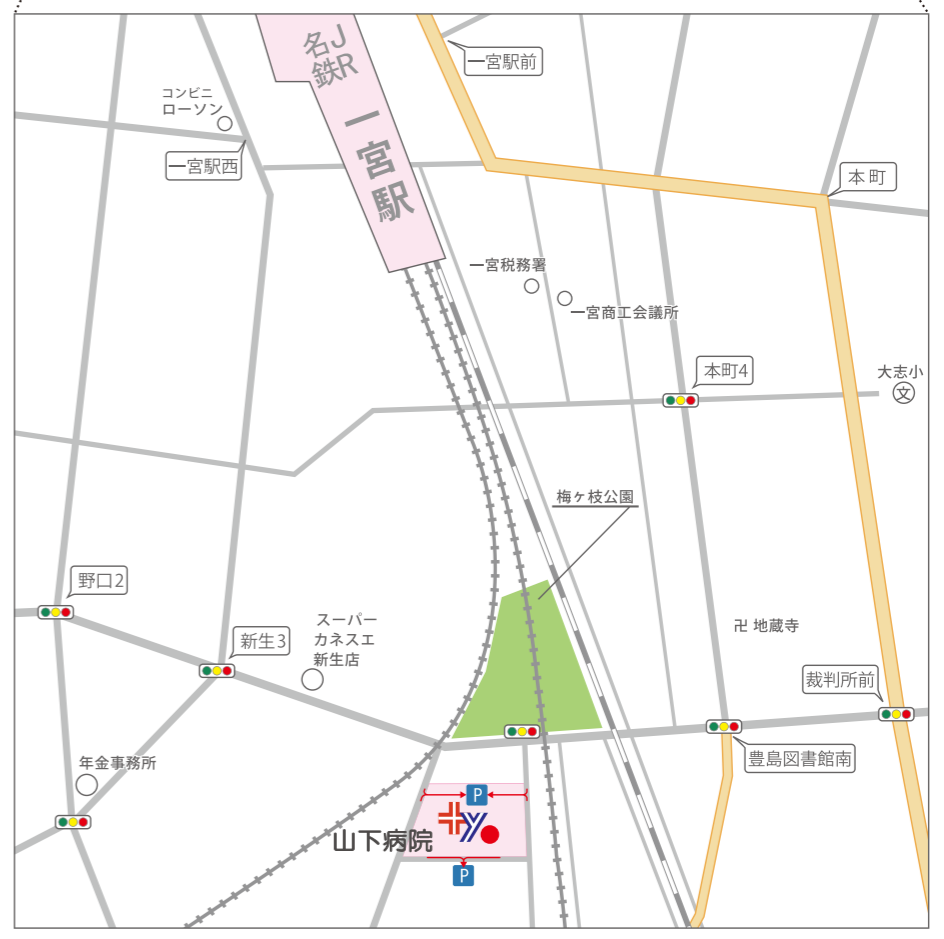 名鉄
JR
一宮駅
一宮駅前
コンビニ
ローソン
一宮駅西
本町
一宮税務署
一宮商工会議所
本町4
大志小
文
梅ヶ枝公園
野口2
新生3
スーパー
カネスエ
新生店
卍 地蔵寺
裁判所前
豊島図書館南
年金事務所
P
山下病院
P